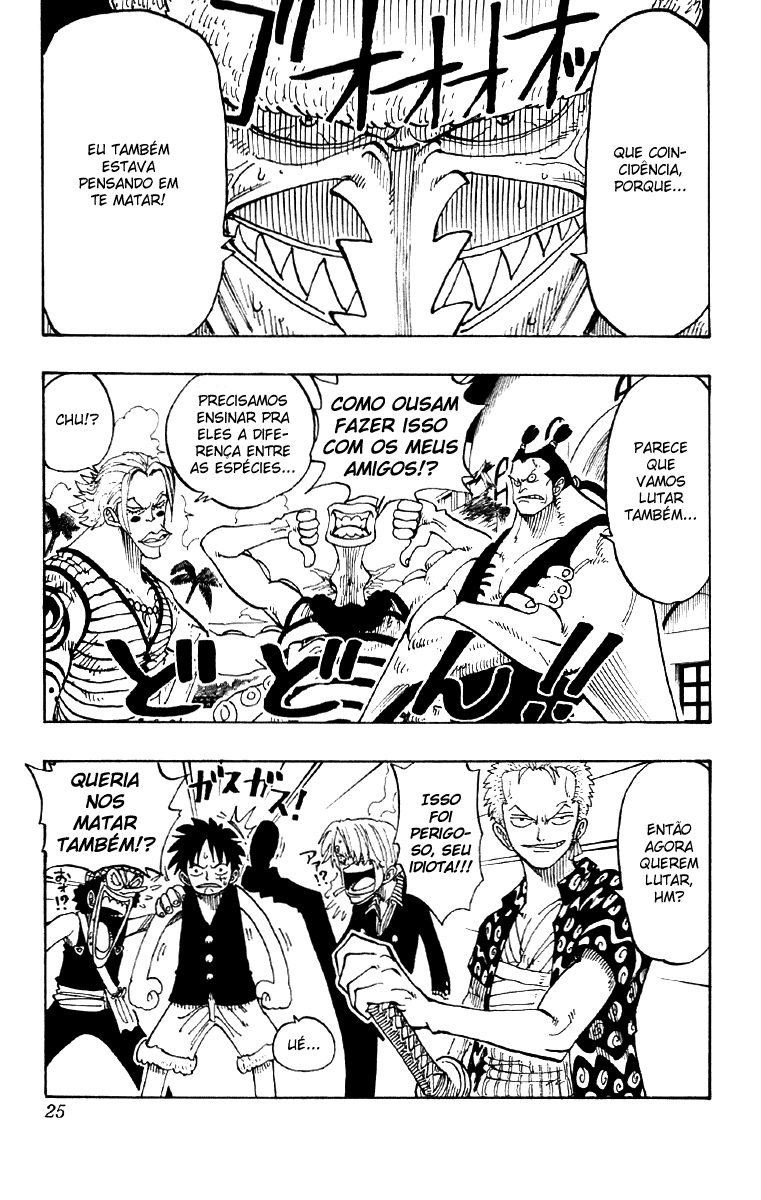 ゴオオオオッ
QUE COIN-
CIDÊNCIA,
PORQUE...
EU TAMBÉM
ESTAVA
PENSANDO EM
TE MATAR!
PARECE
QUE
VAMOS
LUTAR
TAMBÉM...
COMO OUSAM
FAZER ISSO
COM OS MEUS
AMIGOS!?
PRECISAMOS
ENSINAR PRA
ELES A DIFE-
RENÇA ENTRE
AS ESPÉCIES...
CHU!?
どどん!!
ENTÃO
AGORA
QUEREM
LUTAR,
HM?
ISSO
FOI
PERIGO-
SO, SEU
IDIOTA!!!
ガスガス!
QUERIA
NOS
MATAR
TAMBÉM!?
UÉ...
25